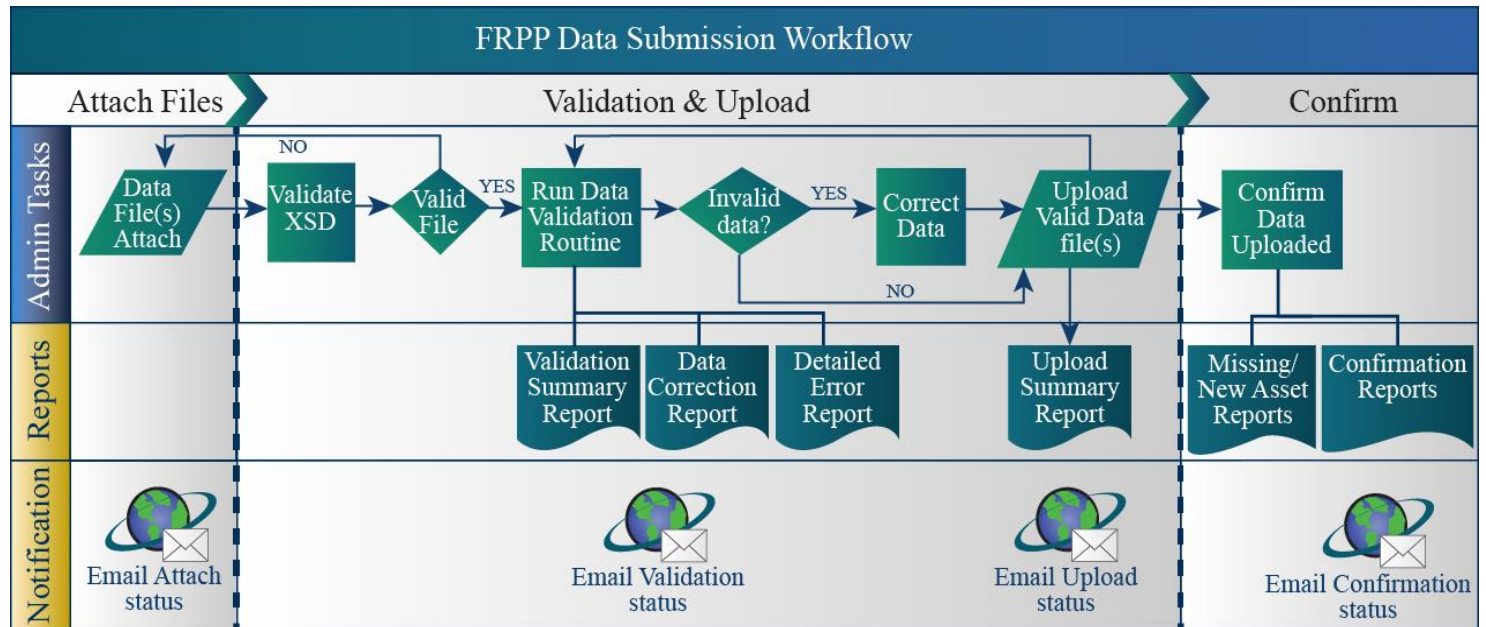 FRPP Data Submission Workflow
Attach Files
Validation & Upload
Confirm
Admin Tasks
Data
File(s)
Attach
NO
Validate
XSD
Valid
File
YES
Run Data
Validation
Routine
Invalid
data?
YES
NO
Correct
Data
Upload
Valid Data
file(s)
Confirm
Data
Uploaded
Reports
Validation
Summary
Report
Data
Correction
Report
Detailed
Error
Report
Upload
Summary
Report
Missing/
New Asset
Reports
Confirmation
Reports
Notification
Email Attach
status
Email Validation
status
Email Upload
status
Email Confirmation
status